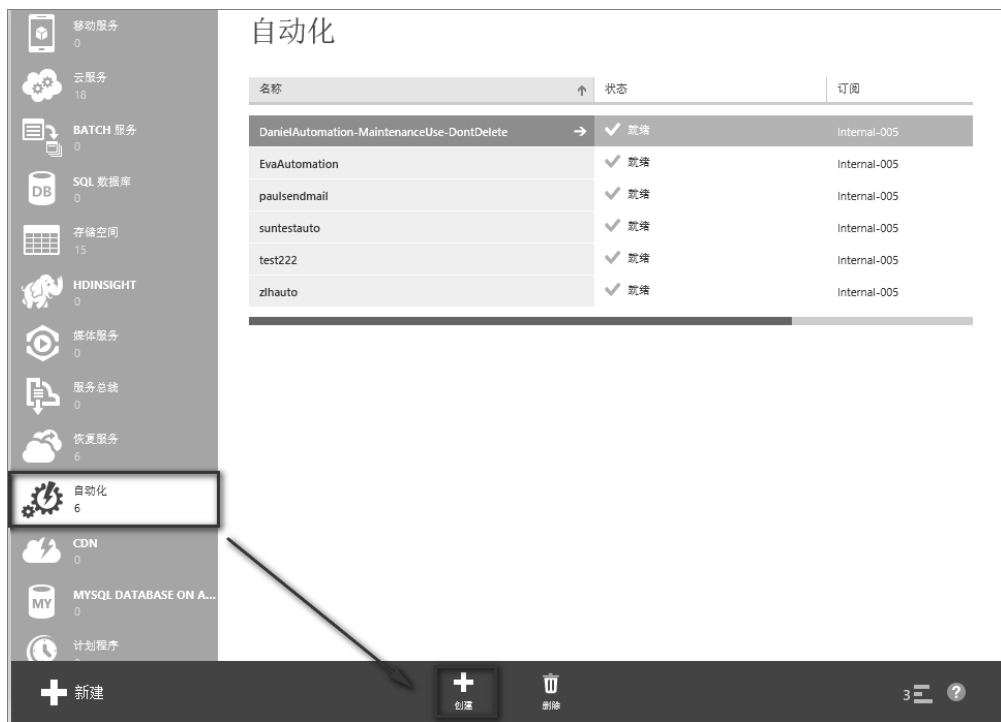 移动服务
0
云服务
18
BATCH 服务
0
SQL 数据库
0
存储空间
15
HDINSIGHT
0
媒体服务
0
服务总线
0
恢复服务
6
自动化
6
CDN
0
MYSQL DATABASE ON A...
0
计划程序
自动化
名称 状态 订阅
DanielAutomation-MaintenanceUse-DontDelete 就绪 Internal-005
EvaAutomation 就绪 Internal-005
paulsendmail 就绪 Internal-005
suntestauto 就绪 Internal-005
test222 就绪 Internal-005
zlhauto 就绪 Internal-005
DB
MY
新建
创建
删除
3
?